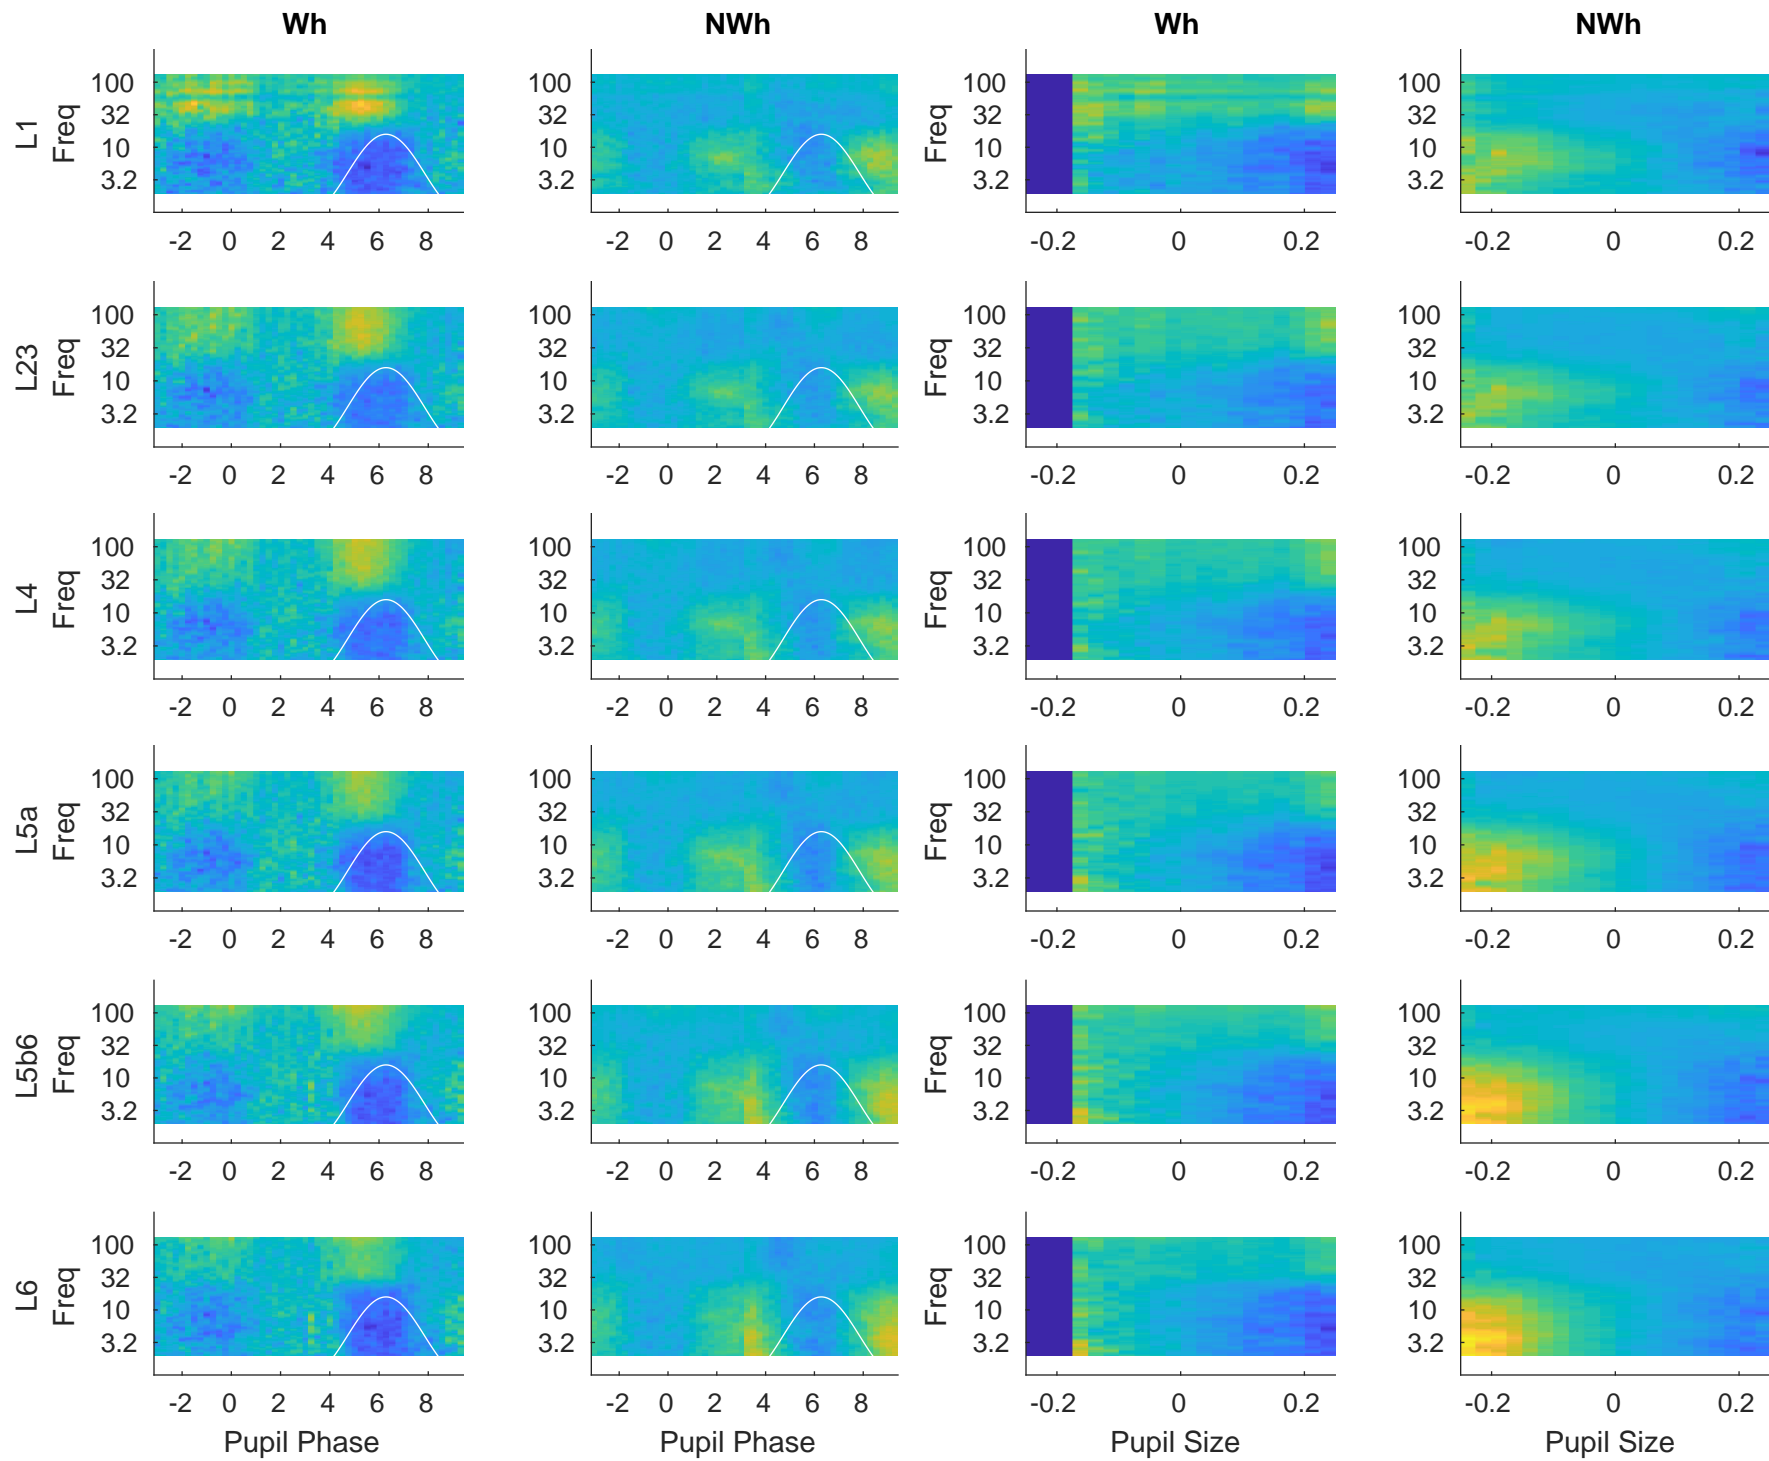 Wh NWh Wh NWh
L1 Freq 100 32 10 3.2 100 32 10 3.2 Freq 100 32 10 3.2 100 32 10 3.2
-2 0 2 4 6 8 -2 0 2 4 6 8 -0.2 0 0.2 -0.2 0 0.2
L23 Freq 100 32 10 3.2 100 32 10 3.2 Freq 100 32 10 3.2 100 32 10 3.2
-2 0 2 4 6 8 -2 0 2 4 6 8 -0.2 0 0.2 -0.2 0 0.2
L4 Freq 100 32 10 3.2 100 32 10 3.2 Freq 100 32 10 3.2 100 32 10 3.2
-2 0 2 4 6 8 -2 0 2 4 6 8 -0.2 0 0.2 -0.2 0 0.2
L5a Freq 100 32 10 3.2 100 32 10 3.2 Freq 100 32 10 3.2 100 32 10 3.2
-2 0 2 4 6 8 -2 0 2 4 6 8 -0.2 0 0.2 -0.2 0 0.2
L5b6 Freq 100 32 10 3.2 100 32 10 3.2 Freq 100 32 10 3.2 100 32 10 3.2
-2 0 2 4 6 8 -2 0 2 4 6 8 -0.2 0 0.2 -0.2 0 0.2
L6 Freq 100 32 10 3.2 100 32 10 3.2 Freq 100 32 10 3.2 100 32 10 3.2
-2 0 2 4 6 8 -2 0 2 4 6 8 -0.2 0 0.2 -0.2 0 0.2
Pupil Phase Pupil Phase Pupil Size Pupil Size